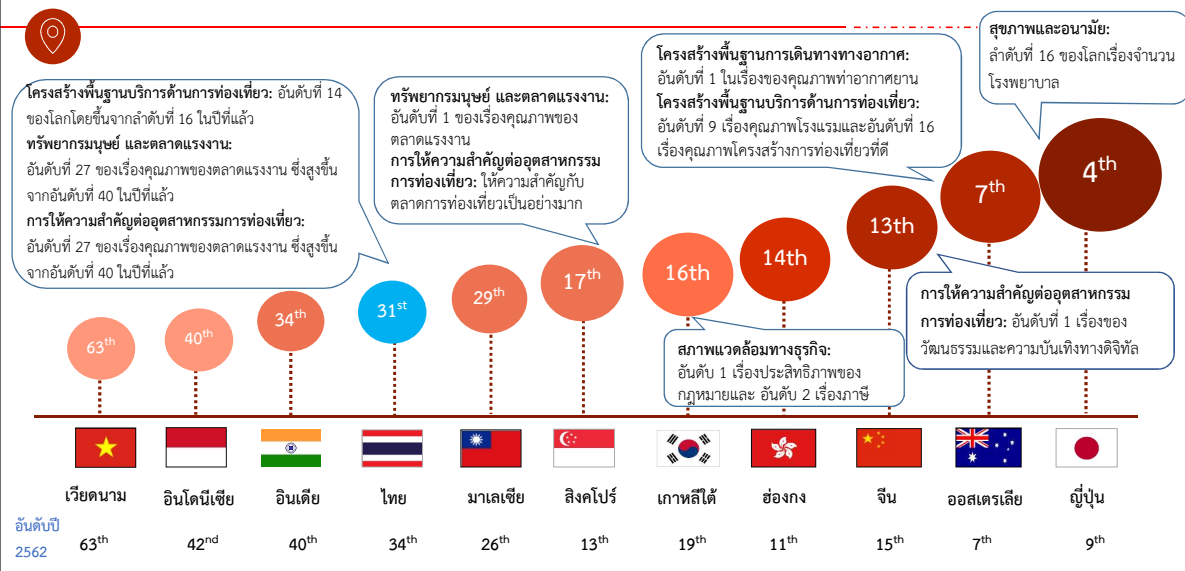 โครงสร้างพื้นฐานบริการด้านการท่องเที่ยว: อันดับที่ 14
ของโลกโดยขึ้นจากลำดับที่ 16 ในปีที่แล้ว
ทรัพยากรมนุษย์ และตลาดแรงงาน:
อันดับที่ 27 ของเรื่องคุณภาพของตลาดแรงงาน ซึ่งสูงขึ้น
จากอันดับที่ 40 ในปีที่แล้ว
การให้ความสำคัญต่ออุตสาหกรรมการท่องเที่ยว:
อันดับที่ 27 ของเรื่องคุณภาพของตลาดแรงงาน ซึ่งสูงขึ้น
จากอันดับที่ 40 ในปีที่แล้ว
ทรัพยากรมนุษย์ และตลาดแรงงาน:
อันดับที่ 1 ของเรื่องคุณภาพของ
ตลาดแรงงาน
การให้ความสำคัญต่ออุตสาหกรรม
การท่องเที่ยว: ให้ความสำคัญกับ
ตลาดการท่องเที่ยวเป็นอย่างมาก
โครงสร้างพื้นฐานการเดินทางทางอากาศ:
อันดับที่ 1 ในเรื่องของคุณภาพท่าอากาศยาน
โครงสร้างพื้นฐานบริการด้านการท่องเที่ยว:
อันดับที่ 9 เรื่องคุณภาพโรงแรมและอันดับที่ 16
เรื่องคุณภาพโครงสร้างการท่องเที่ยวที่ดี
สุขภาพและอนามัย:
ลำดับที่ 16 ของโลกเรื่องจำนวน
โรงพยาบาล
63th 40th 34th 31st 29th 17th 16th 14th 13th 7th 4th
สภาพแวดล้อมทางธุรกิจ:
อันดับ 1 เรื่องประสิทธิภาพของ
กฎหมายและ อันดับ 2 เรื่องภาษี
การให้ความสำคัญต่ออุตสาหกรรม
การท่องเที่ยว: อันดับที่ 1 เรื่องของ
วัฒนธรรมและความบันเทิงทางดิจิทัล
เวียดนาม อินโดนีเซีย อินเดีย ไทย มาเลเซีย สิงคโปร์ เกาหลีใต้ ฮ่องกง จีน ออสเตรเลีย ญี่ปุ่น
อันดับปี
2562
63th 42nd 40th 34th 26th 13th 19th 11th 15th 7th 9th